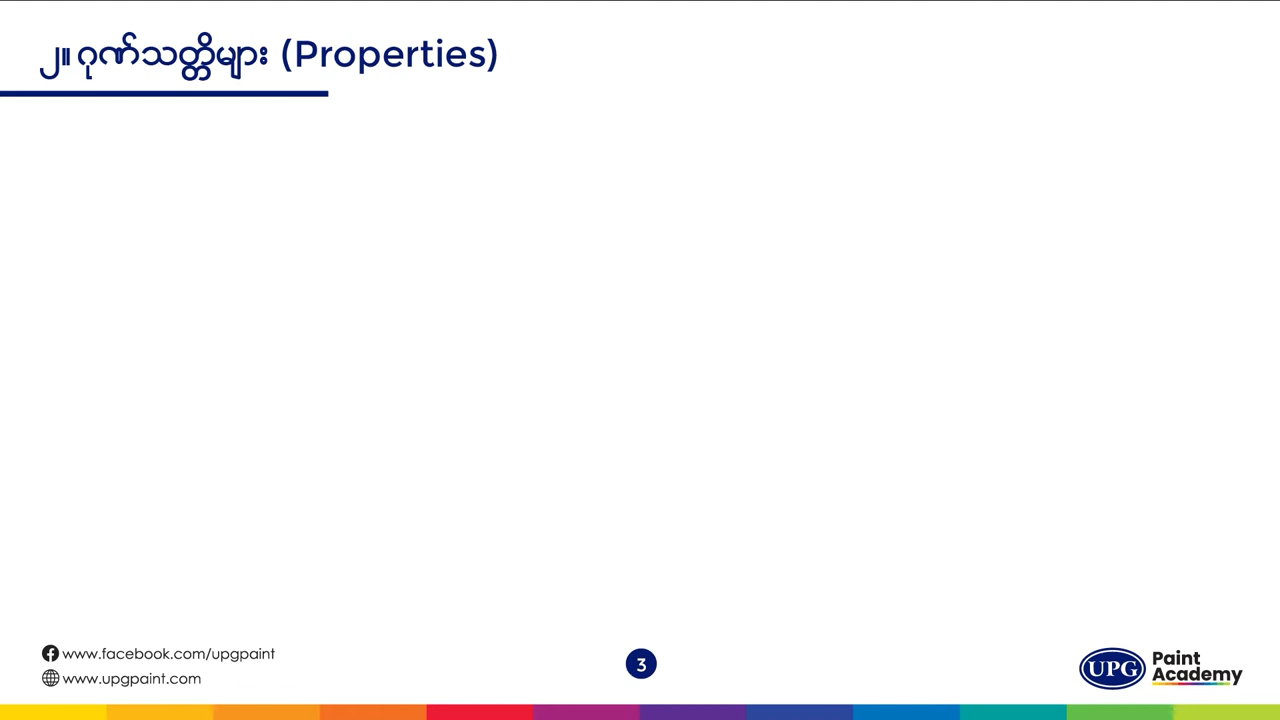 ၂။ ဂုဏ်သတ္တိများ (Properties)
www.facebook.com/upgpaint
www.upgpaint.com
3
UPG
Paint
Academy